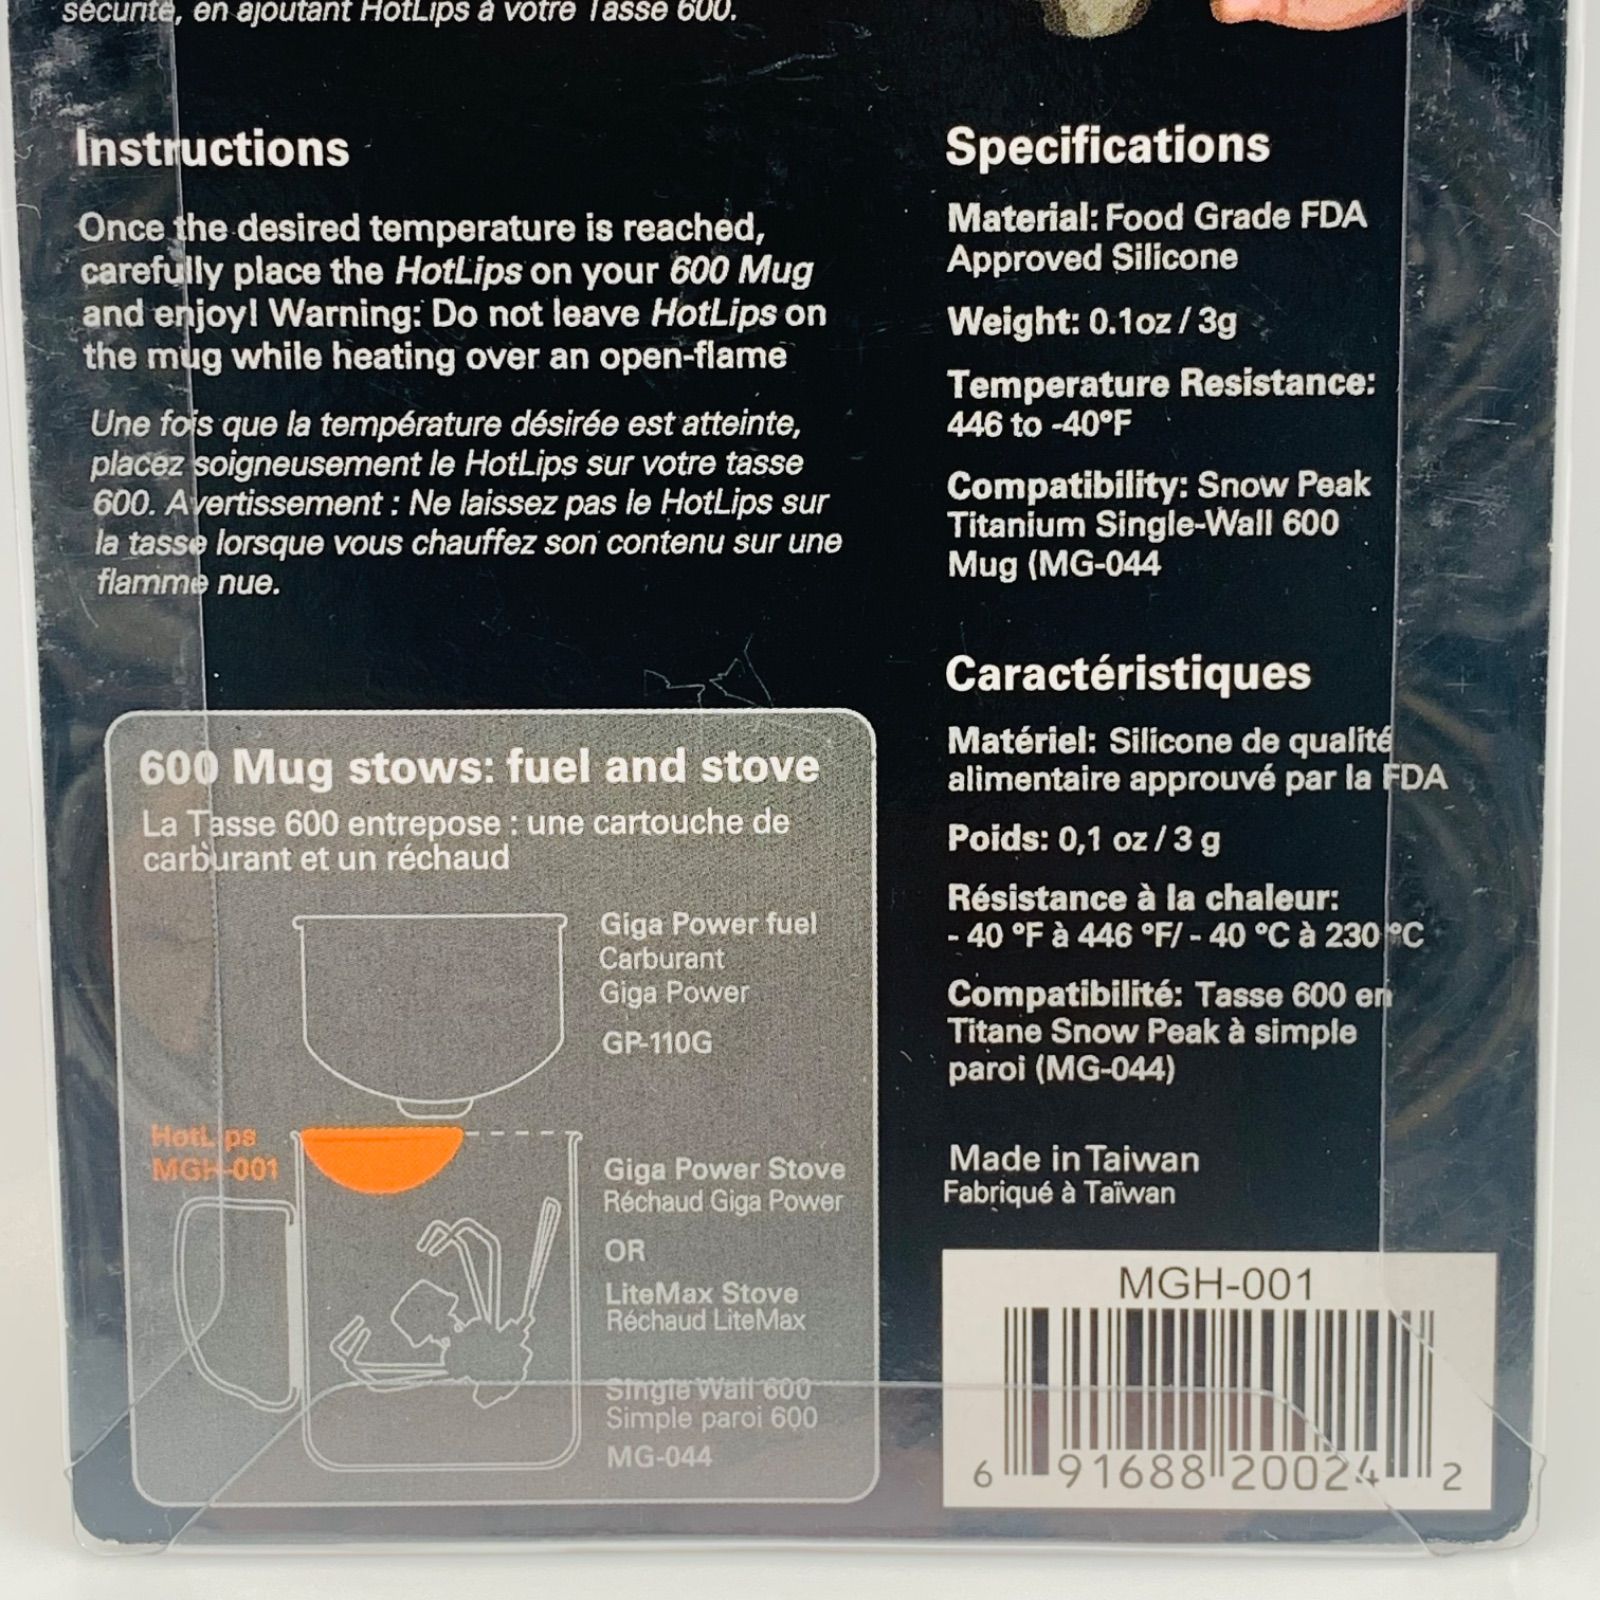 sécurité, en ajoutant HotLips à votre Tasse 600.
Instructions
Once the desired temperature is reached,
carefully place the HotLips on your 600 Mug
and enjoy! Warning: Do not leave HotLips on
the mug while heating over an open-flame
Une fois que la température désirée est atteinte,
placez soigneusement le HotLips sur votre tasse
600. Avertissement : Ne laissez pas le HotLips sur
la tasse lorsque vous chauffez son contenu sur une
flamme nue.
600 Mug stows: fuel and stove
La Tasse 600 entrepose : une cartouche de
carburant et un réchaud
Giga Power fuel
Carburant
Giga Power
GP-110G
HotLips
MGH-001
Giga Power Stove
Réchaud Giga Power
OR
LiteMax Stove
Réchaud LiteMax
Single Wall 600
Simple paroi 600
MG-044
Specifications
Material: Food Grade FDA
Approved Silicone
Weight: 0.1oz / 3g
Temperature Resistance:
446 to -40°F
Compatibility: Snow Peak
Titanium Single-Wall 600
Mug (MG-044
Caractéristiques
Matériel: Silicone de qualité
alimentaire approuvé par la FDA
Poids: 0,1 oz / 3 g
Résistance à la chaleur:
- 40 °F à 446 °F/ - 40 °C à 230 °C
Compatibilité: Tasse 600 en
Titane Snow Peak à simple
paroi (MG-044)
Made in Taiwan
Fabriqué à Taïwan
MGH-001
6 91688 20024 2